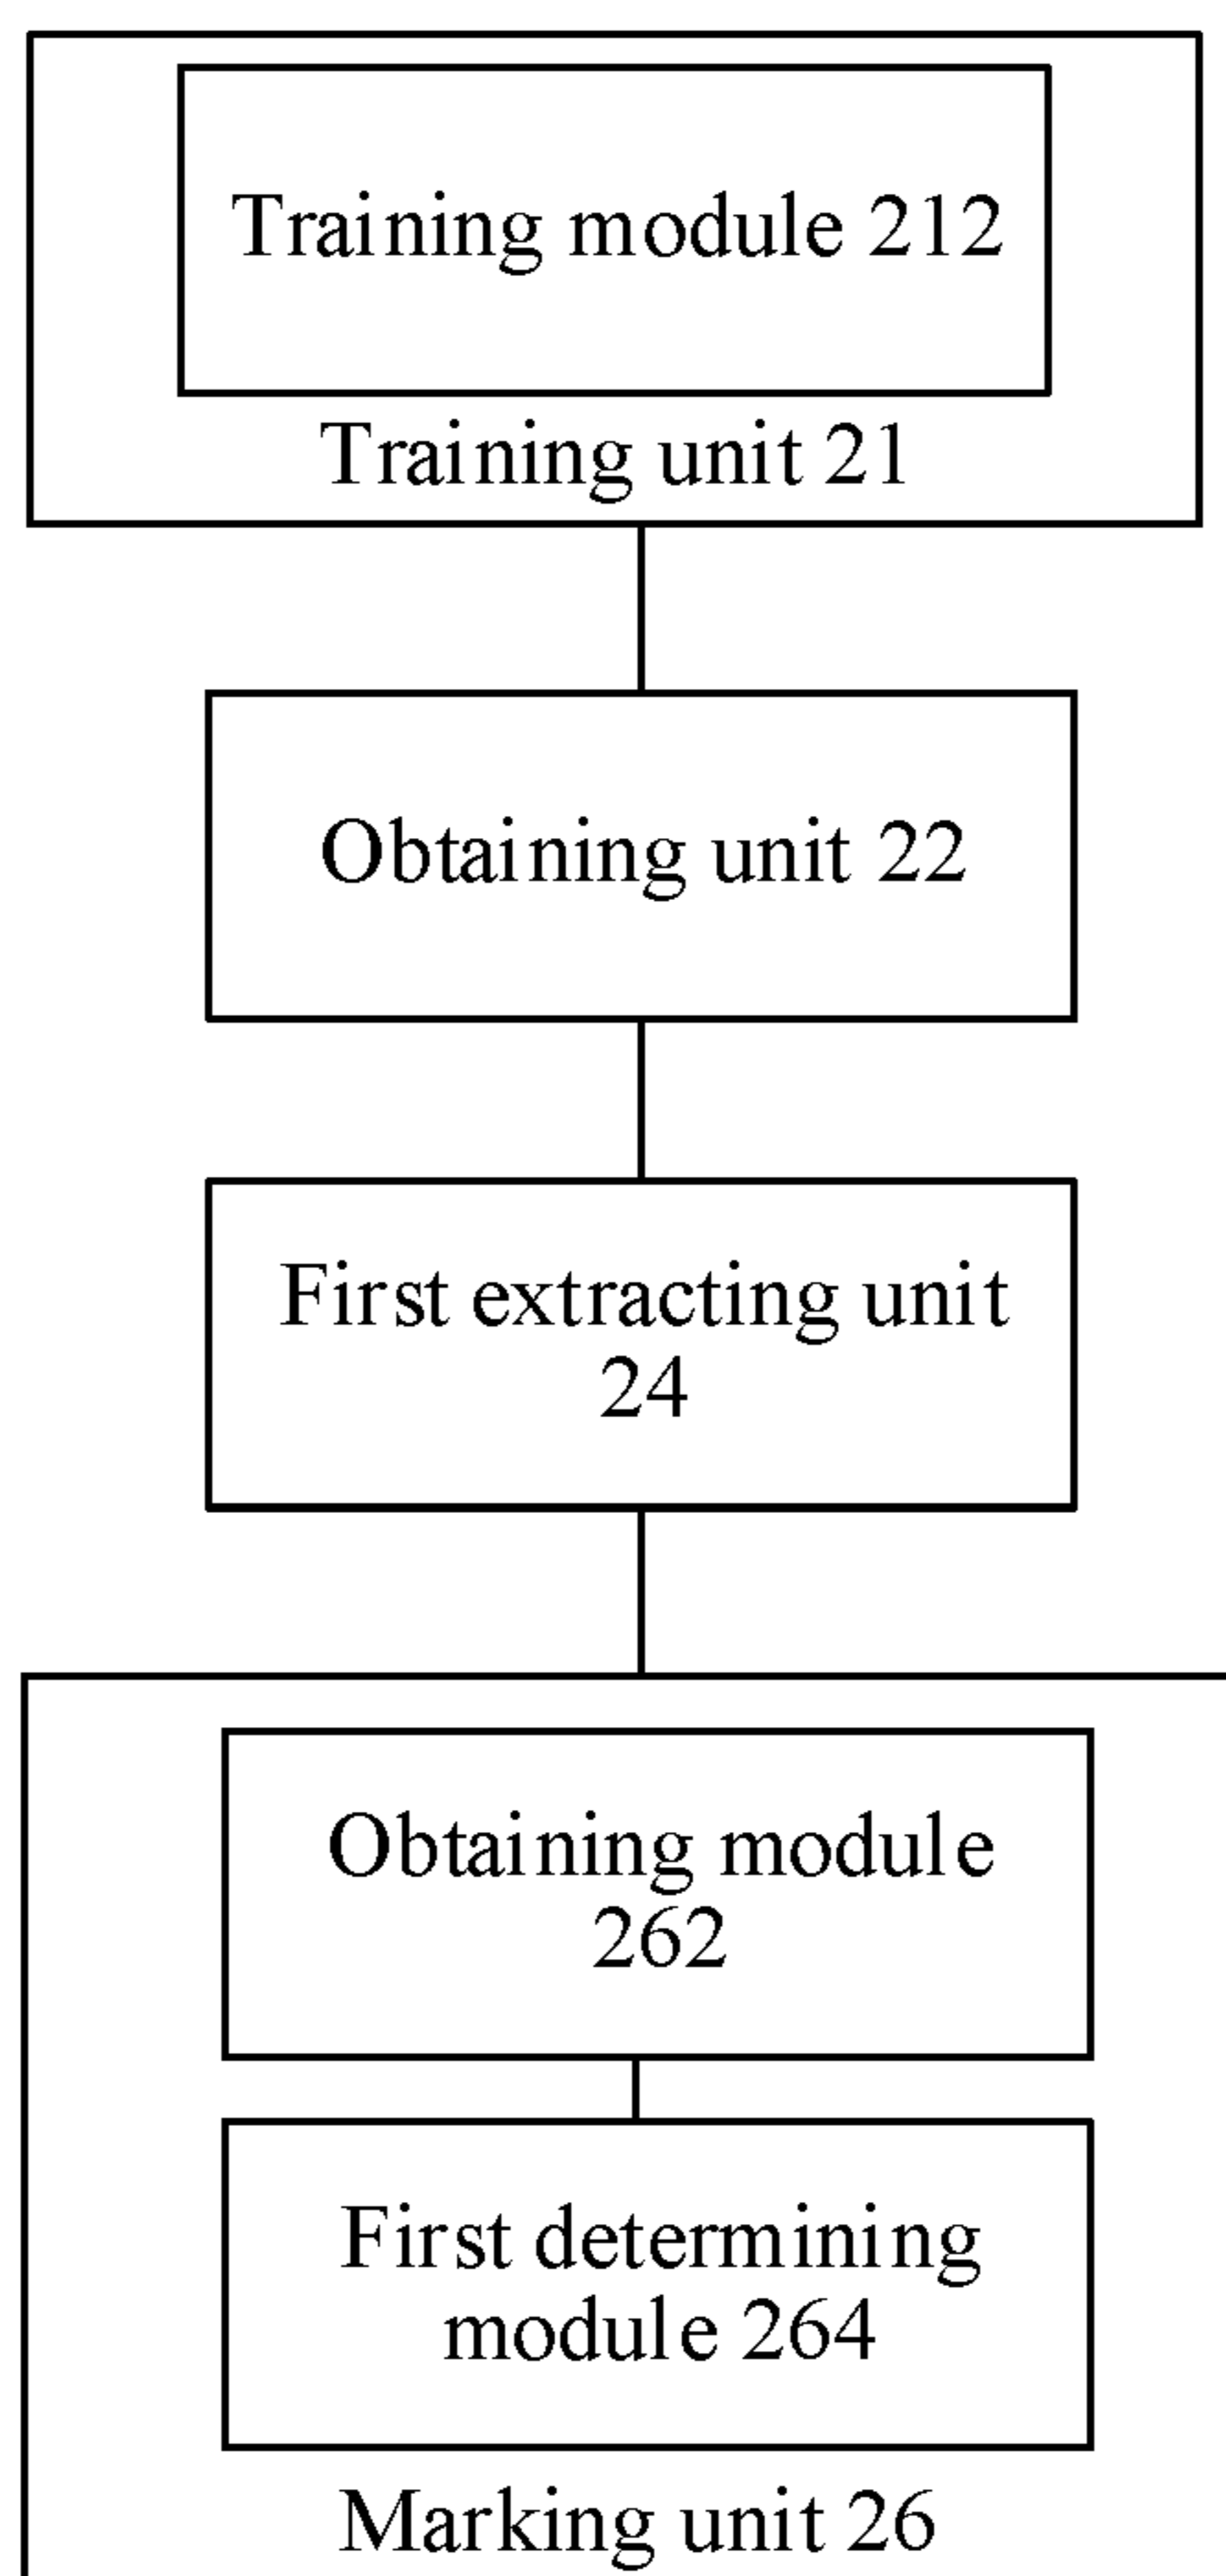 Training module 212
Training unit 21
Obtaining unit 22
First extracting unit
24
Obtaining module
262
First determining
module 264
Marking unit 26